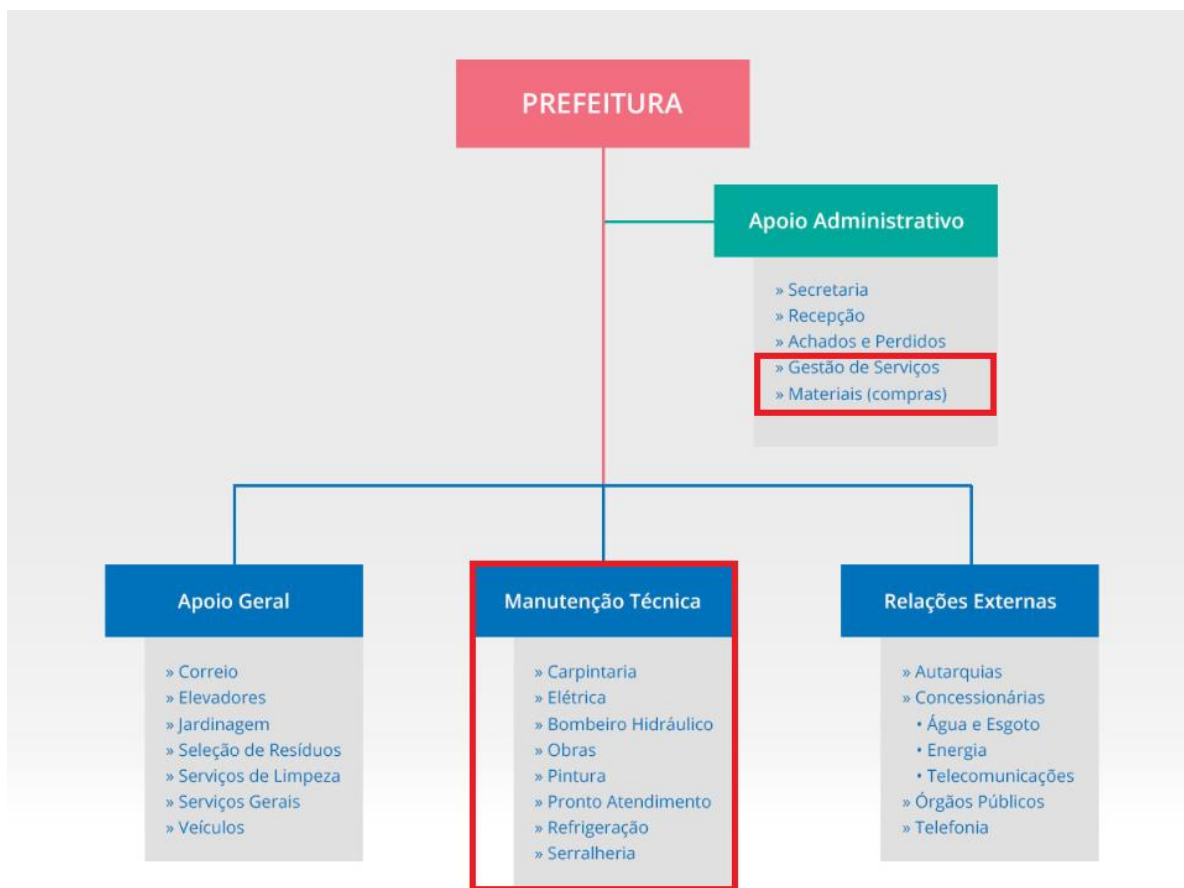 PREFEITURA
Apoio Administrativo
» Secretaria
» Recepção
» Achados e Perdidos
» Gestão de Serviços
» Materiais (compras)
Apoio Geral
» Correio
» Elevadores
» Jardinagem
» Seleção de Resíduos
» Serviços de Limpeza
» Serviços Gerais
» Veículos
Manutenção Técnica
» Carpintaria
» Elétrica
» Bombeiro Hidráulico
» Obras
» Pintura
» Pronto Atendimento
» Refrigeração
» Serralheria
Relações Externas
» Autarquias
» Concessionárias
• Água e Esgoto
• Energia
• Telecomunicações
» Órgãos Públicos
» Telefonia